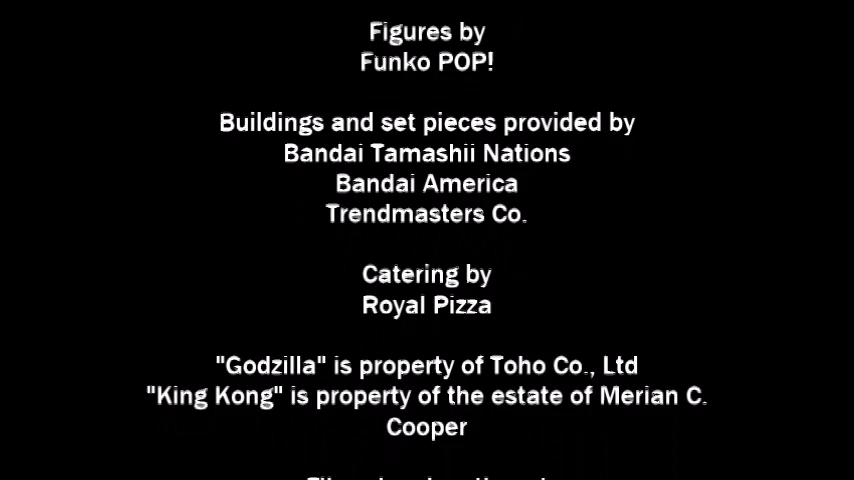 Figures by
Funko POP!
Buildings and set pieces provided by
Bandai Tamashii Nations
Bandai America
Trendmasters Co.
Catering by
Royal Pizza
"Godzilla" is property of Toho Co., Ltd
"King Kong" is property of the estate of Merian C.
Cooper